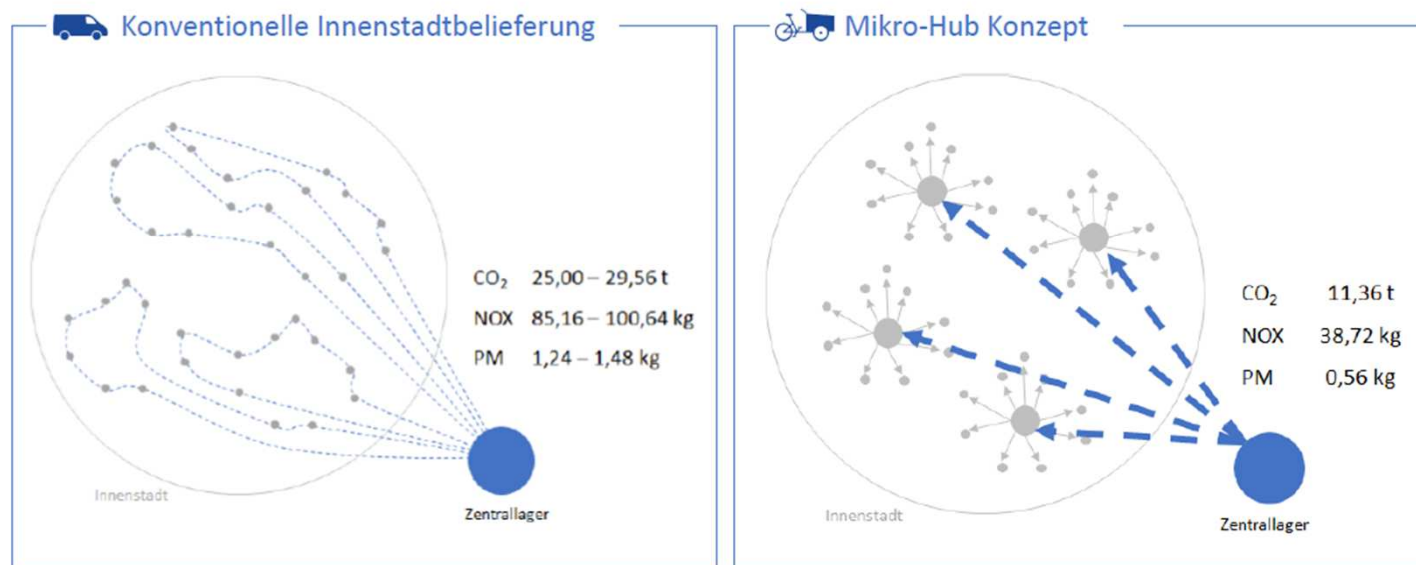 Konventionelle Innenstadtbelieferung
CO₂ 25,00 – 29,56 t
NOX 85,16 – 100,64 kg
PM 1,24 – 1,48 kg
Innenstadt
Zentrallager
Mikro-Hub Konzept
CO₂ 11,36 t
NOX 38,72 kg
PM 0,56 kg
Innenstadt
Zentrallager